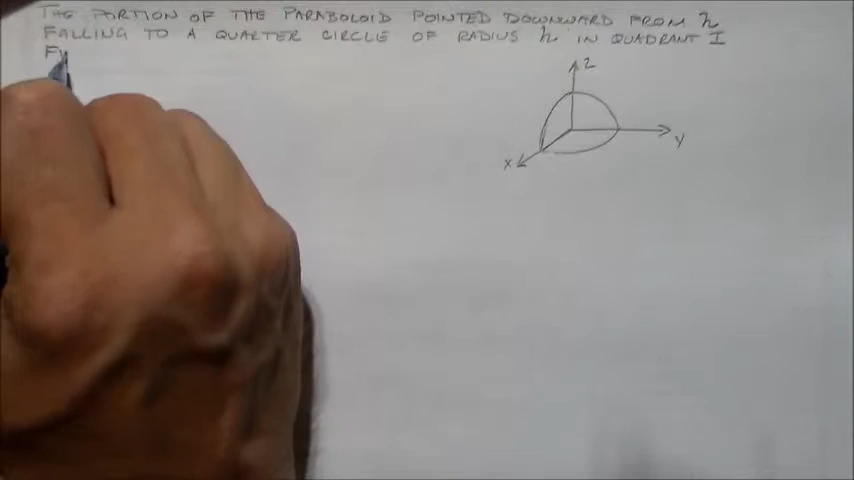 THE PORTION OF THE PARABOLOID POINTED DOWNWARD FROM h
FALLING TO A QUARTER CIRCLE OF RADIUS h IN QUADRANT I
z
y
x